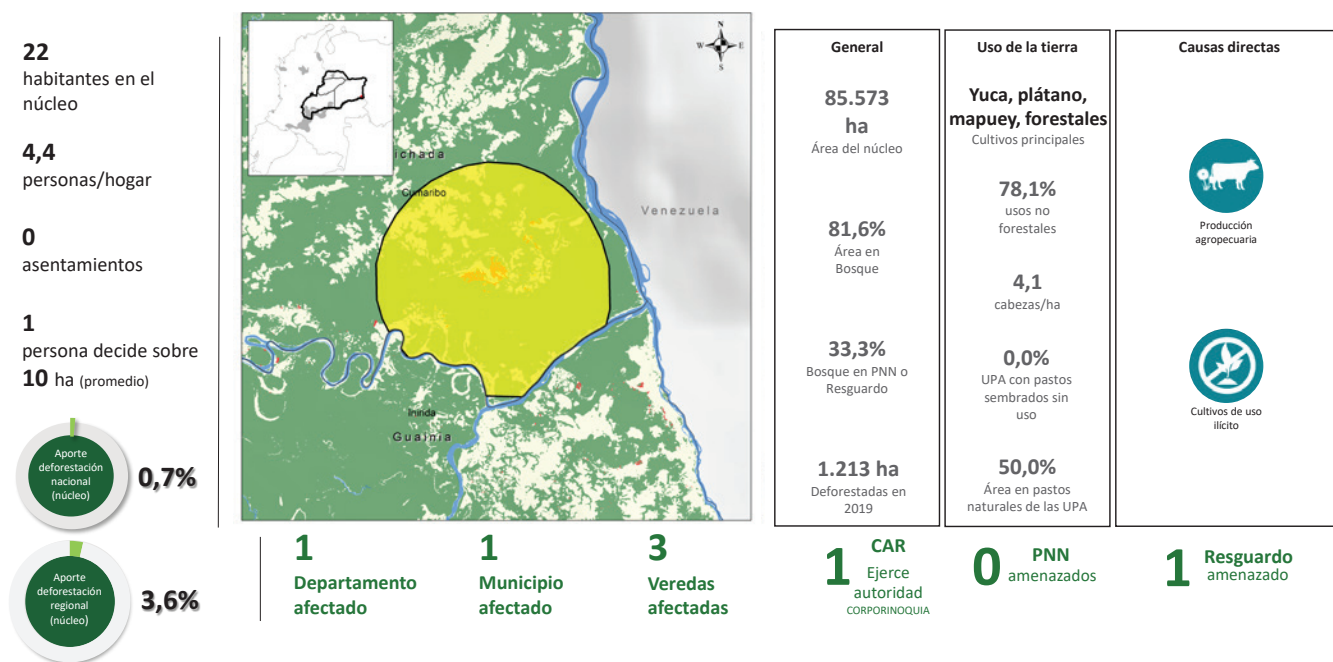 22
habitantes en el
núcleo
4,4
personas/hogar
0
asentamientos
1
persona decide sobre
10 ha (promedio)
Aporte
deforestación
nacional
(núcleo)
0,7%
Aporte
deforestación
regional
(núcleo)
3,6%
N
W E
S
ichada
Cumaribo
Venezuela
Inirida
Guainía
1
Departamento
afectado
1
Municipio
afectado
3
Veredas
afectadas
General
85.573
ha
Área del núcleo
81,6%
Área en
Bosque
33,3%
Bosque en PNN o
Resguardo
1.213 ha
Deforestadas en
2019
Uso de la tierra
Yuca, plátano,
mapuey, forestales
Cultivos principales
78,1%
usos no
forestales
4,1
cabezas/ha
0,0%
UPA con pastos
sembrados sin
uso
50,0%
Área en pastos
naturales de las UPA
Causas directas
Producción
agropecuaria
Cultivos de uso
ilícito
1 CAR
Ejerce
autoridad
CORPORINOQUIA
0 PNN
amenazados
1 Resguardo
amenazado